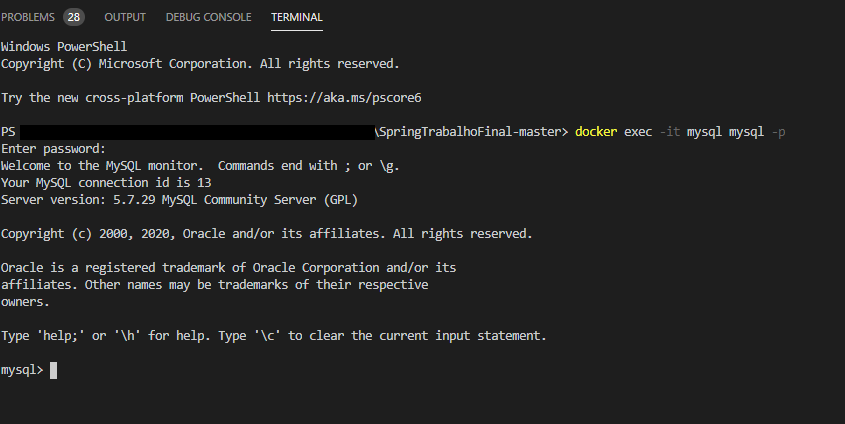 PROBLEMS 28 OUTPUT DEBUG CONSOLE TERMINAL
Windows PowerShell
Copyright (C) Microsoft Corporation. All rights reserved.
Try the new cross-platform PowerShell https://aka.ms/pscore6
PS \SpringTrabalhoFinal-master> docker exec -it mysql mysql -p
Enter password:
Welcome to the MySQL monitor.  Commands end with ; or \g.
Your MySQL connection id is 13
Server version: 5.7.29 MySQL Community Server (GPL)
Copyright (c) 2000, 2020, Oracle and/or its affiliates. All rights reserved.
Oracle is a registered trademark of Oracle Corporation and/or its
affiliates. Other names may be trademarks of their respective
owners.
Type 'help;' or '\h' for help. Type '\c' to clear the current input statement.
mysql>